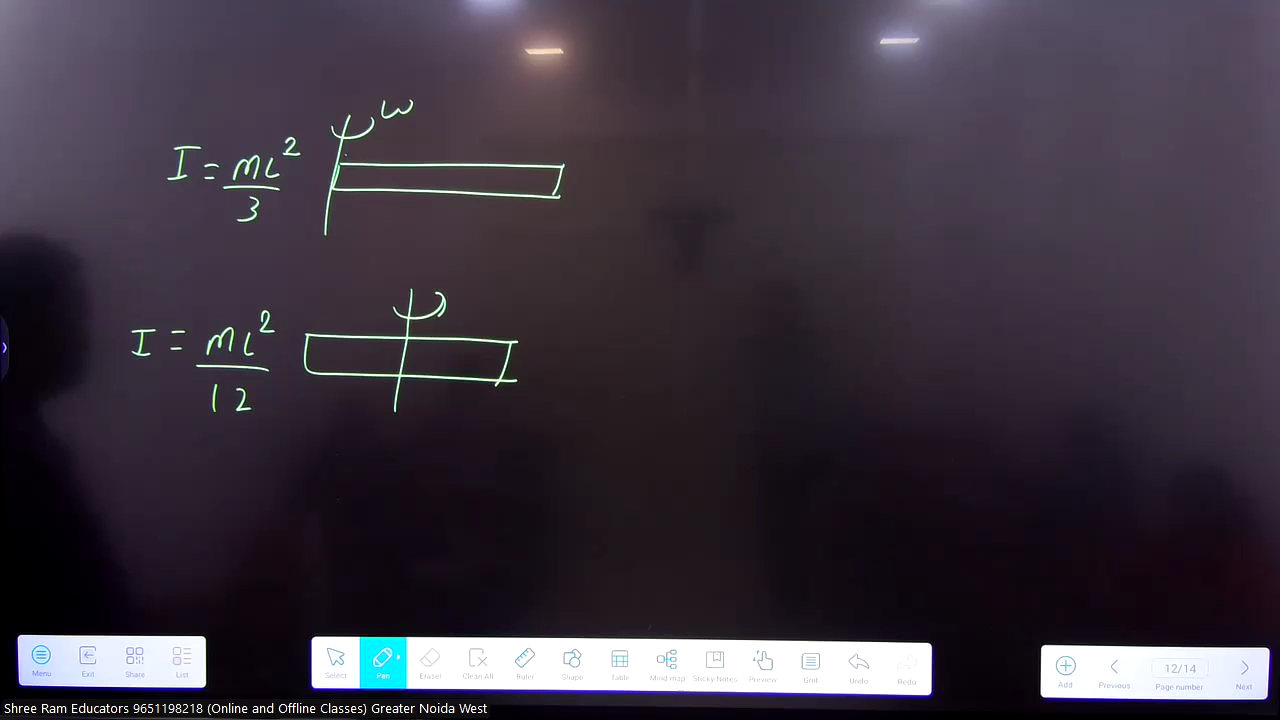 ω
I = mL²/3
I = mL²/12
Menu
Exit
Share
List
Select
Pen
Eraser
Clean All
Ruler
Shape
Table
Mind map
Sticky Notes
Preview
Grid
Undo
Redo
Add
Previous
12/14
Page number
Next
Shree Ram Educators 9651198218 (Online and Offline Classes) Greater Noida West